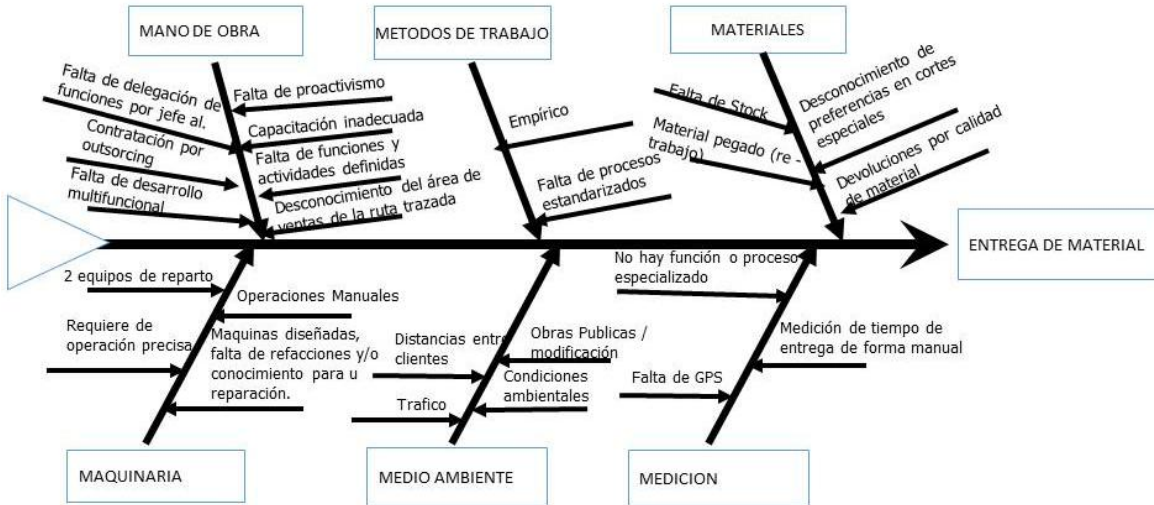 MANO DE OBRA
METODOS DE TRABAJO
MATERIALES
Falta de delegación de
funciones por jefe al.
Contratación por
outsorcing
Falta de desarrollo
multifuncional
Falta de proactivismo
Capacitación inadecuada
Falta de funciones y
actividades definidas
Desconocimiento del área de
ventas de la ruta trazada
Empírico
Falta de procesos
estandarizados
Falta de Stock
Material pegado (re -
trabajo)
Desconocimiento de
preferencias en cortes
especiales
Devoluciones por calidad
de material
ENTREGA DE MATERIAL
2 equipos de reparto
Requiere de
operación precisa
Operaciones Manuales
Maquinas diseñadas,
falta de refacciones y/o
conocimiento para u
reparación.
Distancias entre
clientes
Trafico
Obras Publicas /
modificación
Condiciones
ambientales
No hay función o proceso
especializado
Falta de GPS
Medición de tiempo de
entrega de forma manual
MAQUINARIA
MEDIO AMBIENTE
MEDICION